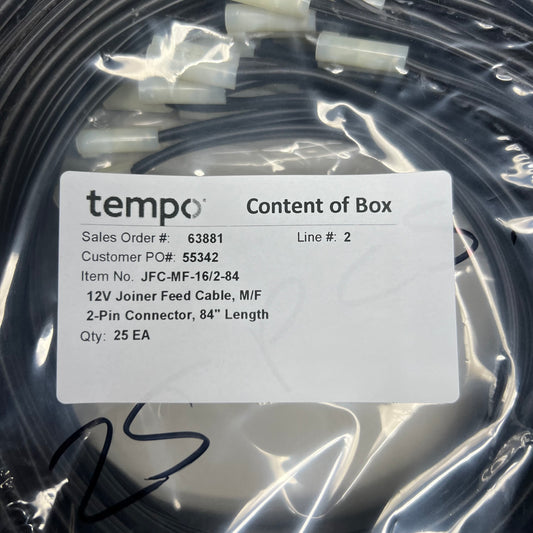 tempo Content of Box
Sales Order #: 63881 Line #: 2
Customer PO#: 55342
Item No. JFC-MF-16/2-84
12V Joiner Feed Cable, M/F
2-Pin Connector, 84" Length
Qty: 25 EA
25 PCS